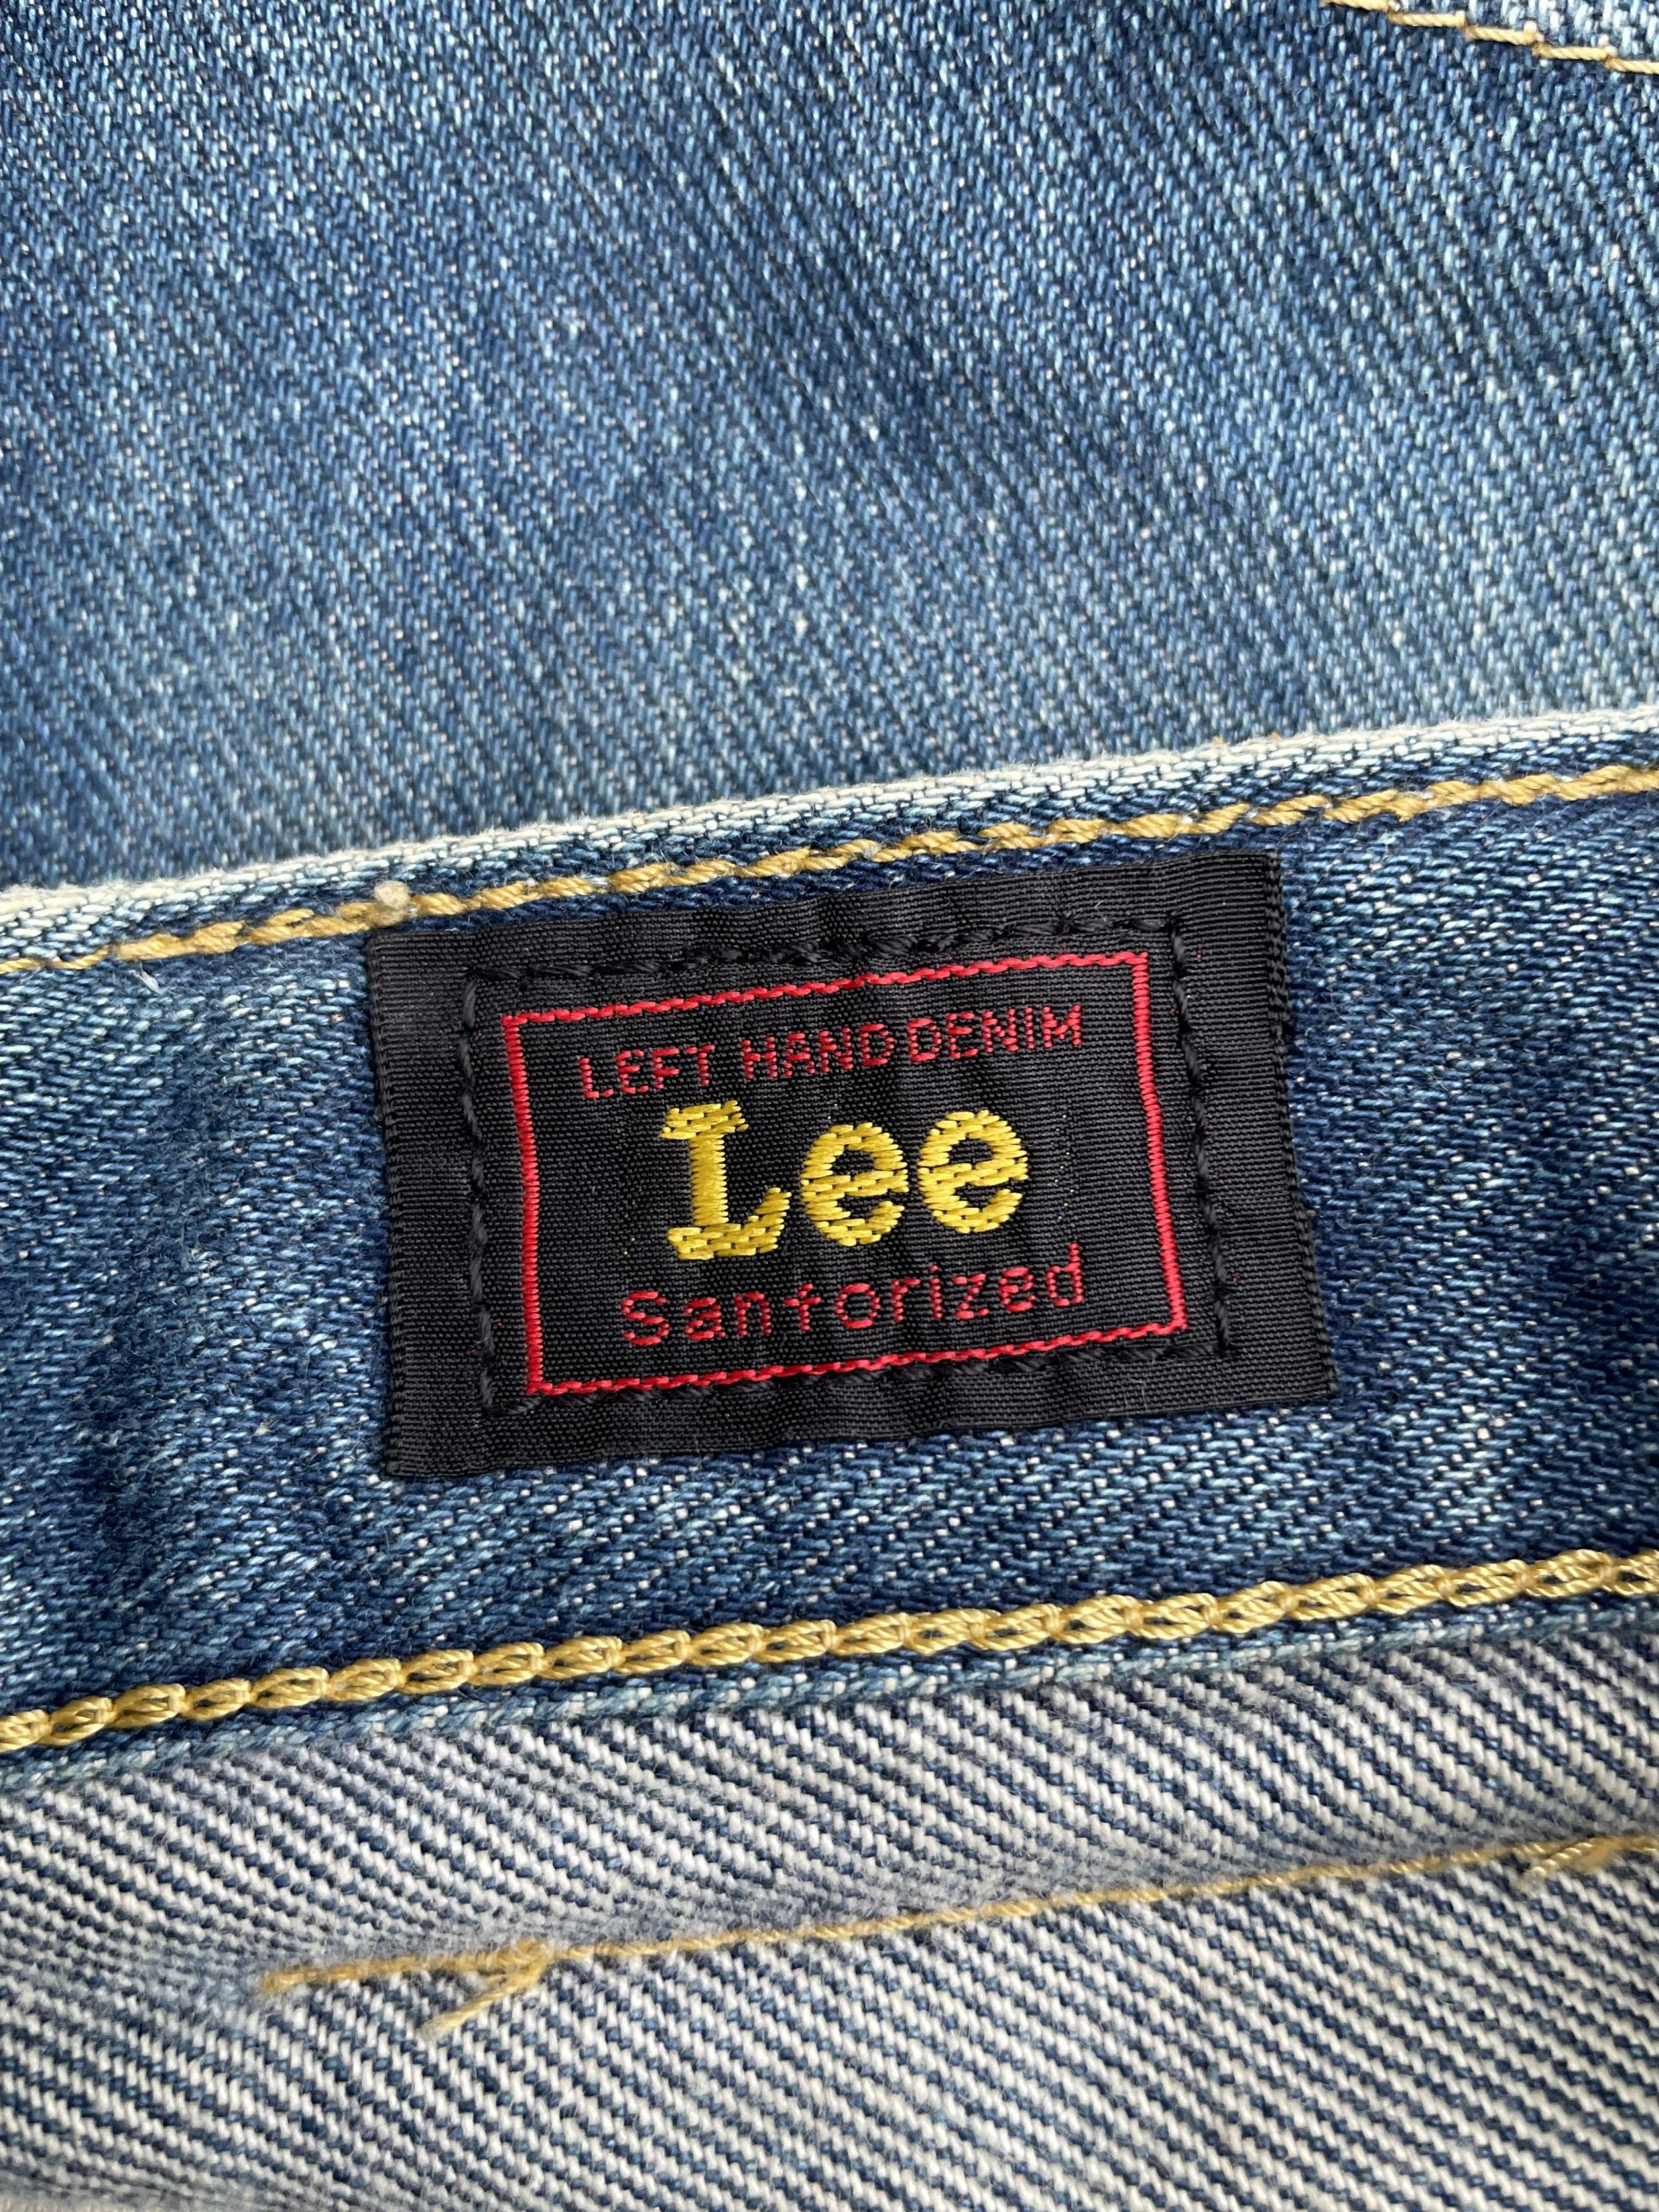 LEFT HAND DENIM
Lee
Sanforized